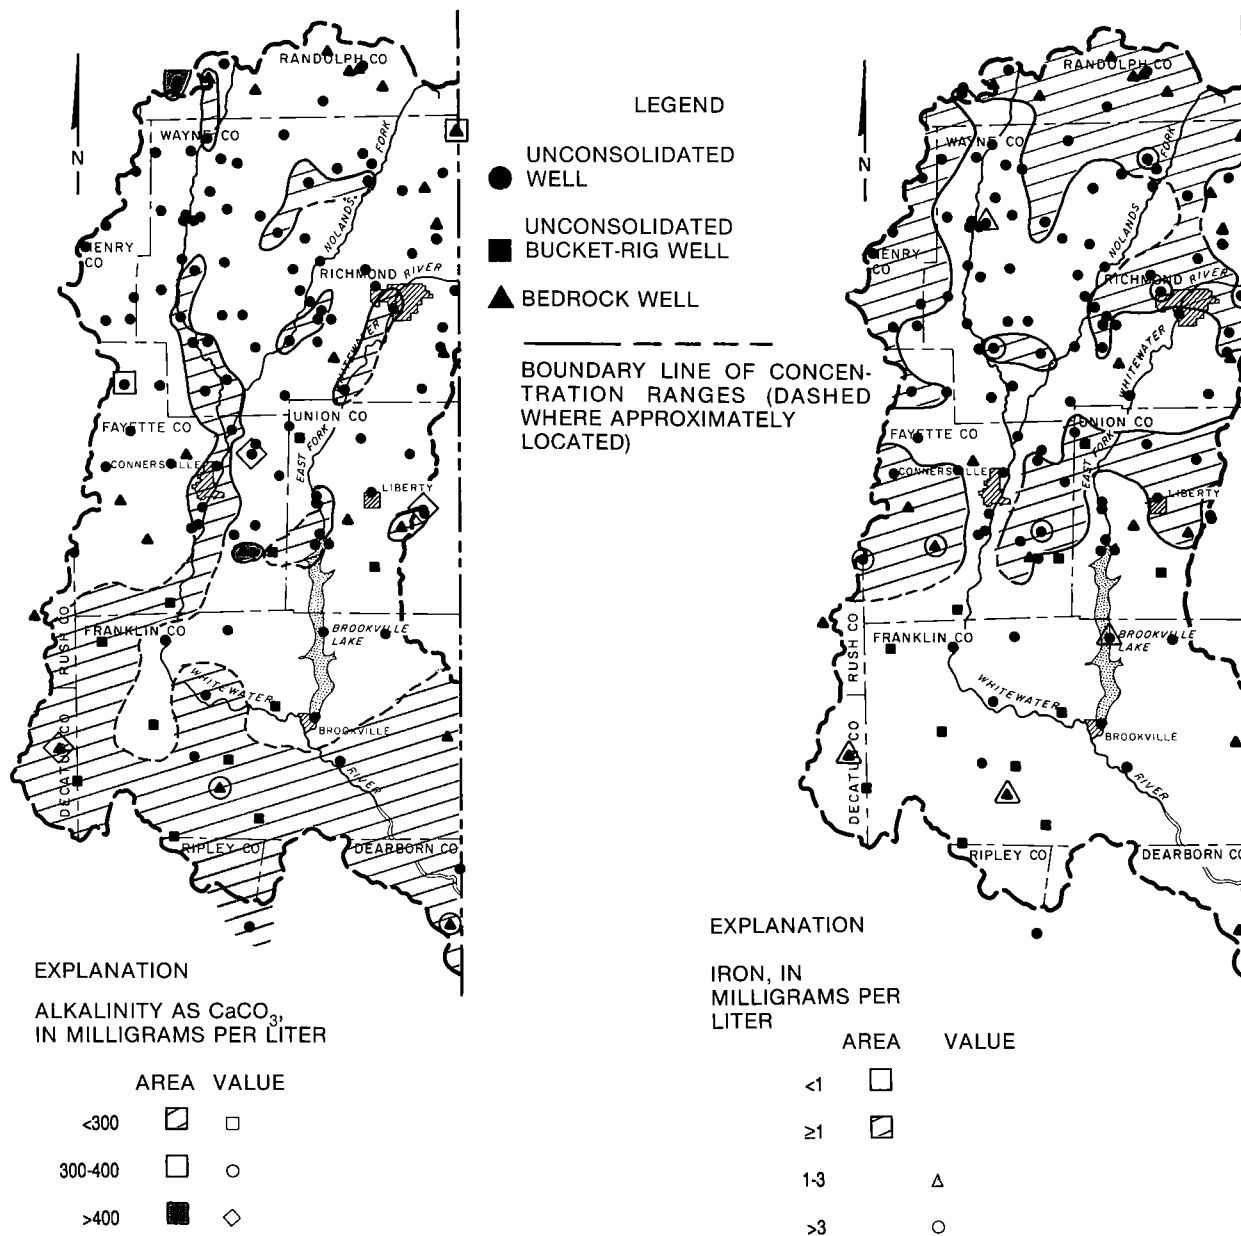 RANDOLPH CO
WAYNE CO
N
FORK
NOLANDS
HENRY
CO
RICHMOND
RIVER
WHITEWATER
UNION CO
FAYETTE CO
CONNERSVILLE
EAST FORK
LIBERTY
RUSH CO
FRANKLIN CO
BROOKVILLE
LAKE
WHITEWATER
DECATUR CO
BROOKVILLE
RIVER
RIPLEY CO
DEARBORN CO
LEGEND
UNCONSOLIDATED
WELL
UNCONSOLIDATED
BUCKET-RIG WELL
BEDROCK WELL
BOUNDARY LINE OF CONCEN-
TRATION RANGES (DASHED
WHERE APPROXIMATELY
LOCATED)
RANDOLPH CO
WAYNE CO
N
FORK
NOLANDS
HENRY
CO
RICHMOND
RIVER
WHITEWATER
UNION CO
FAYETTE CO
CONNERSVILLE
EAST FORK
LIBERTY
RUSH CO
FRANKLIN CO
BROOKVILLE
LAKE
WHITEWATER
DECATUR CO
BROOKVILLE
RIVER
RIPLEY CO
DEARBORN CO
EXPLANATION
ALKALINITY AS CaCO3,
IN MILLIGRAMS PER LITER
AREA VALUE
<300
300-400
>400
EXPLANATION
IRON, IN
MILLIGRAMS PER
LITER
AREA VALUE
<1
≥1
1-3
>3